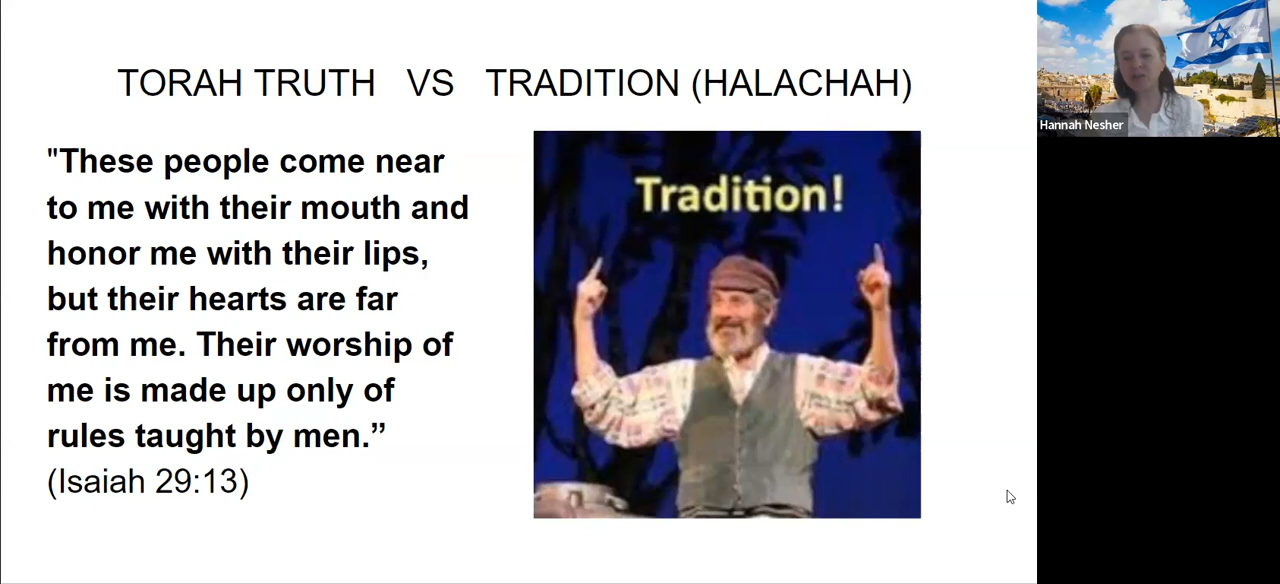 TORAH TRUTH VS TRADITION (HALACHAH)
"These people come near
to me with their mouth and
honor me with their lips,
but their hearts are far
from me. Their worship of
me is made up only of
rules taught by men.”
(Isaiah 29:13)
Tradition!
Hannah Nesher